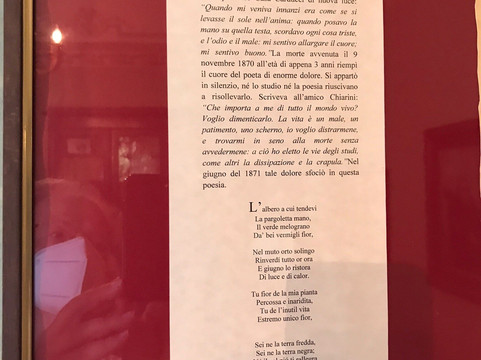 Carducci di nuova luce:
"Quando mi veniva innanzi era come se si
levasse il sole nell'anima: quando posavo la
mano su quella testa, scordavo ogni cosa triste,
e l'odio e il male: mi sentivo allargare il cuore;
mi sentivo buono."La morte avvenuta il 9
novembre 1870 all'età di appena 3 anni riempì
il cuore del poeta di enorme dolore. Si appartò
in silenzio, né lo studio né la poesia riuscivano
a risollevarlo. Scriveva all'amico Chiarini:
"Che importa a me di tutto il mondo vivo?
Voglio dimenticarlo. La vita è un male, un
patimento, uno scherno, io voglio distrarmene,
e trovarmi in seno alla morte senza
avvedermene: a ciò ho eletto le vie degli studi,
come altri la dissipazione e la crapula."Nel
giugno del 1871 tale dolore sfociò in questa
poesia.
L'albero a cui tendevi
La pargoletta mano,
Il verde melograno
Da' bei vermigli fior,
Nel muto orto solingo
Rinverdì tutto or ora
E giugno lo ristora
Di luce e di calor.
Tu fior de la mia pianta
Percossa e inaridita,
Tu de l'inutil vita
Estremo unico fior,
Sei ne la terra fredda,
Sei ne la terra negra;